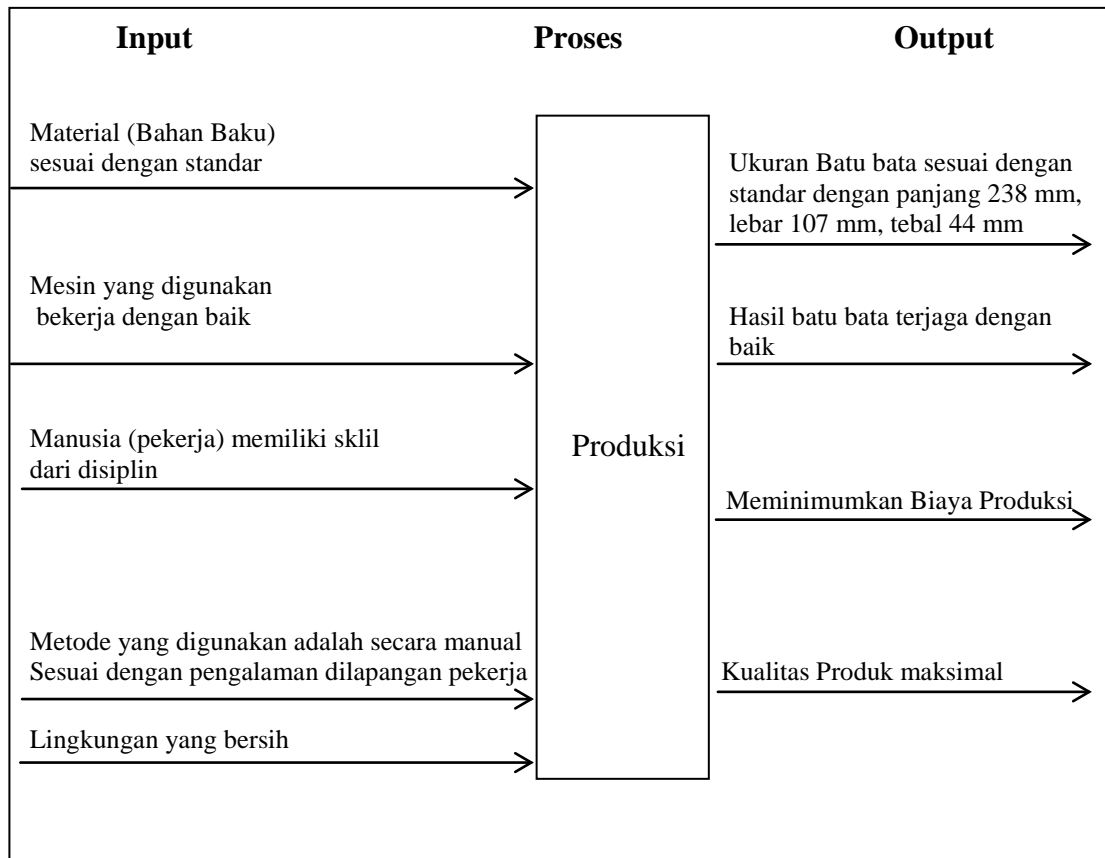 Input Proses Output
Material (Bahan Baku)
sesuai dengan standar
Mesin yang digunakan
bekerja dengan baik
Manusia (pekerja) memiliki sklil
dari disiplin
Metode yang digunakan adalah secara manual
Sesuai dengan pengalaman dilapangan pekerja
Lingkungan yang bersih
Produksi
Ukuran Batu bata sesuai dengan
standar dengan panjang 238 mm,
lebar 107 mm, tebal 44 mm
Hasil batu bata terjaga dengan
baik
Meminimumkan Biaya Produksi
Kualitas Produk maksimal